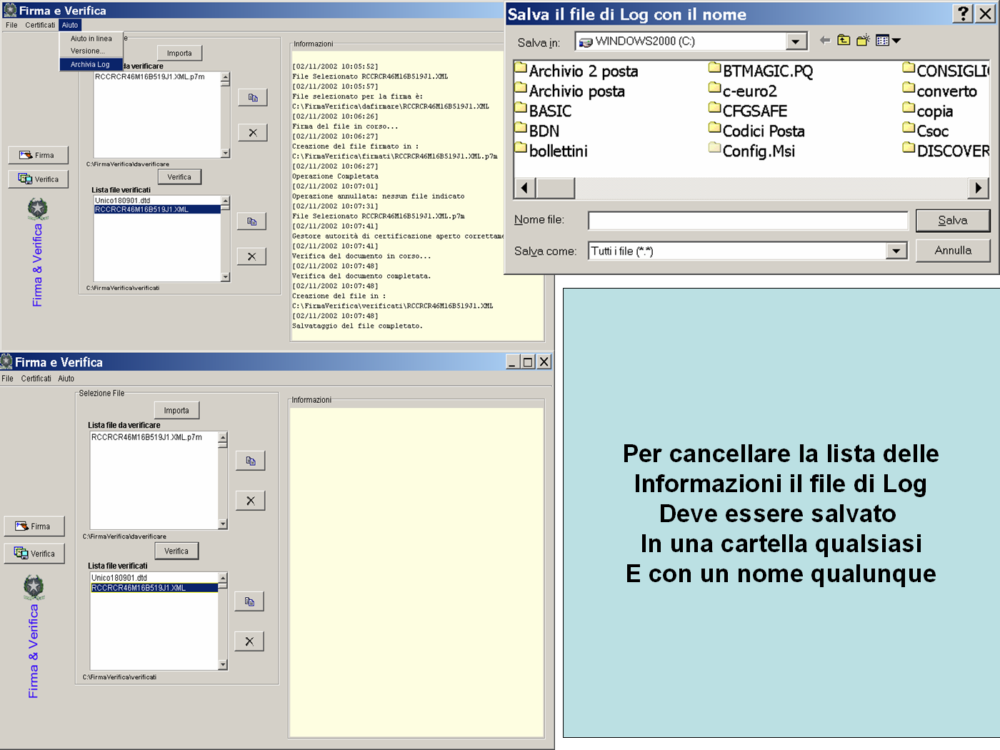 Firma e Verifica
File Certificati Aiuto
Aiuto in linea
Versione...
Archivia Log
e
Importa
da verificare
RCCRCR46M16B519J1.XML.p7m
C:\FirmaVerifica\daverificare
Verifica
Lista file verificati
Unico180901.dtd
RCCRCR46M16B519J1.XML
C:\FirmaVerifica\verificati
Firma
Verifica
Firma & Verifica
Informazioni
[02/11/2002 10:05:52]
File Selezionato RCCRCR46M16B519J1.XML
[02/11/2002 10:05:57]
File selezionato per la firma è:
C:\FirmaVerifica\dafirmare\RCCRCR46M16B519J1.XML
[02/11/2002 10:06:26]
Firma del file in corso...
[02/11/2002 10:06:27]
Creazione del file firmato in :
C:\FirmaVerifica\firmati\RCCRCR46M16B519J1.XML.p7m
[02/11/2002 10:06:27]
Operazione Completata
[02/11/2002 10:07:01]
Operazione annullata: nessun file indicato
[02/11/2002 10:07:31]
File Selezionato RCCRCR46M16B519J1.XML.p7m
[02/11/2002 10:07:41]
Gestore autorità di certificazione aperto correttame
[02/11/2002 10:07:41]
Verifica del documento in corso...
[02/11/2002 10:07:48]
Verifica del documento completata.
[02/11/2002 10:07:48]
Creazione del file in :
C:\FirmaVerifica\verificati\RCCRCR46M16B519J1.XML
[02/11/2002 10:07:48]
Salvataggio del file completato.
Salva il file di Log con il nome
Salva in: WINDOWS2000 (C:)
Archivio 2 posta BTMAGIC.PQ CONSIGLI
Archivio posta c-euro2 converto
BASIC CFGSAFE copia
BDN Codici Posta Csoc
bollettini Config.Msi DISCOVER
Nome file: Salva
Salva come: Tutti i file (*.*) Annulla
Firma e Verifica
File Certificati Aiuto
Selezione File
Importa
Lista file da verificare
RCCRCR46M16B519J1.XML.p7m
C:\FirmaVerifica\daverificare
Verifica
Lista file verificati
Unico180901.dtd
RCCRCR46M16B519J1.XML
C:\FirmaVerifica\verificati
Firma
Verifica
Firma & Verifica
Informazioni
Per cancellare la lista delle
Informazioni il file di Log
Deve essere salvato
In una cartella qualsiasi
E con un nome qualunque